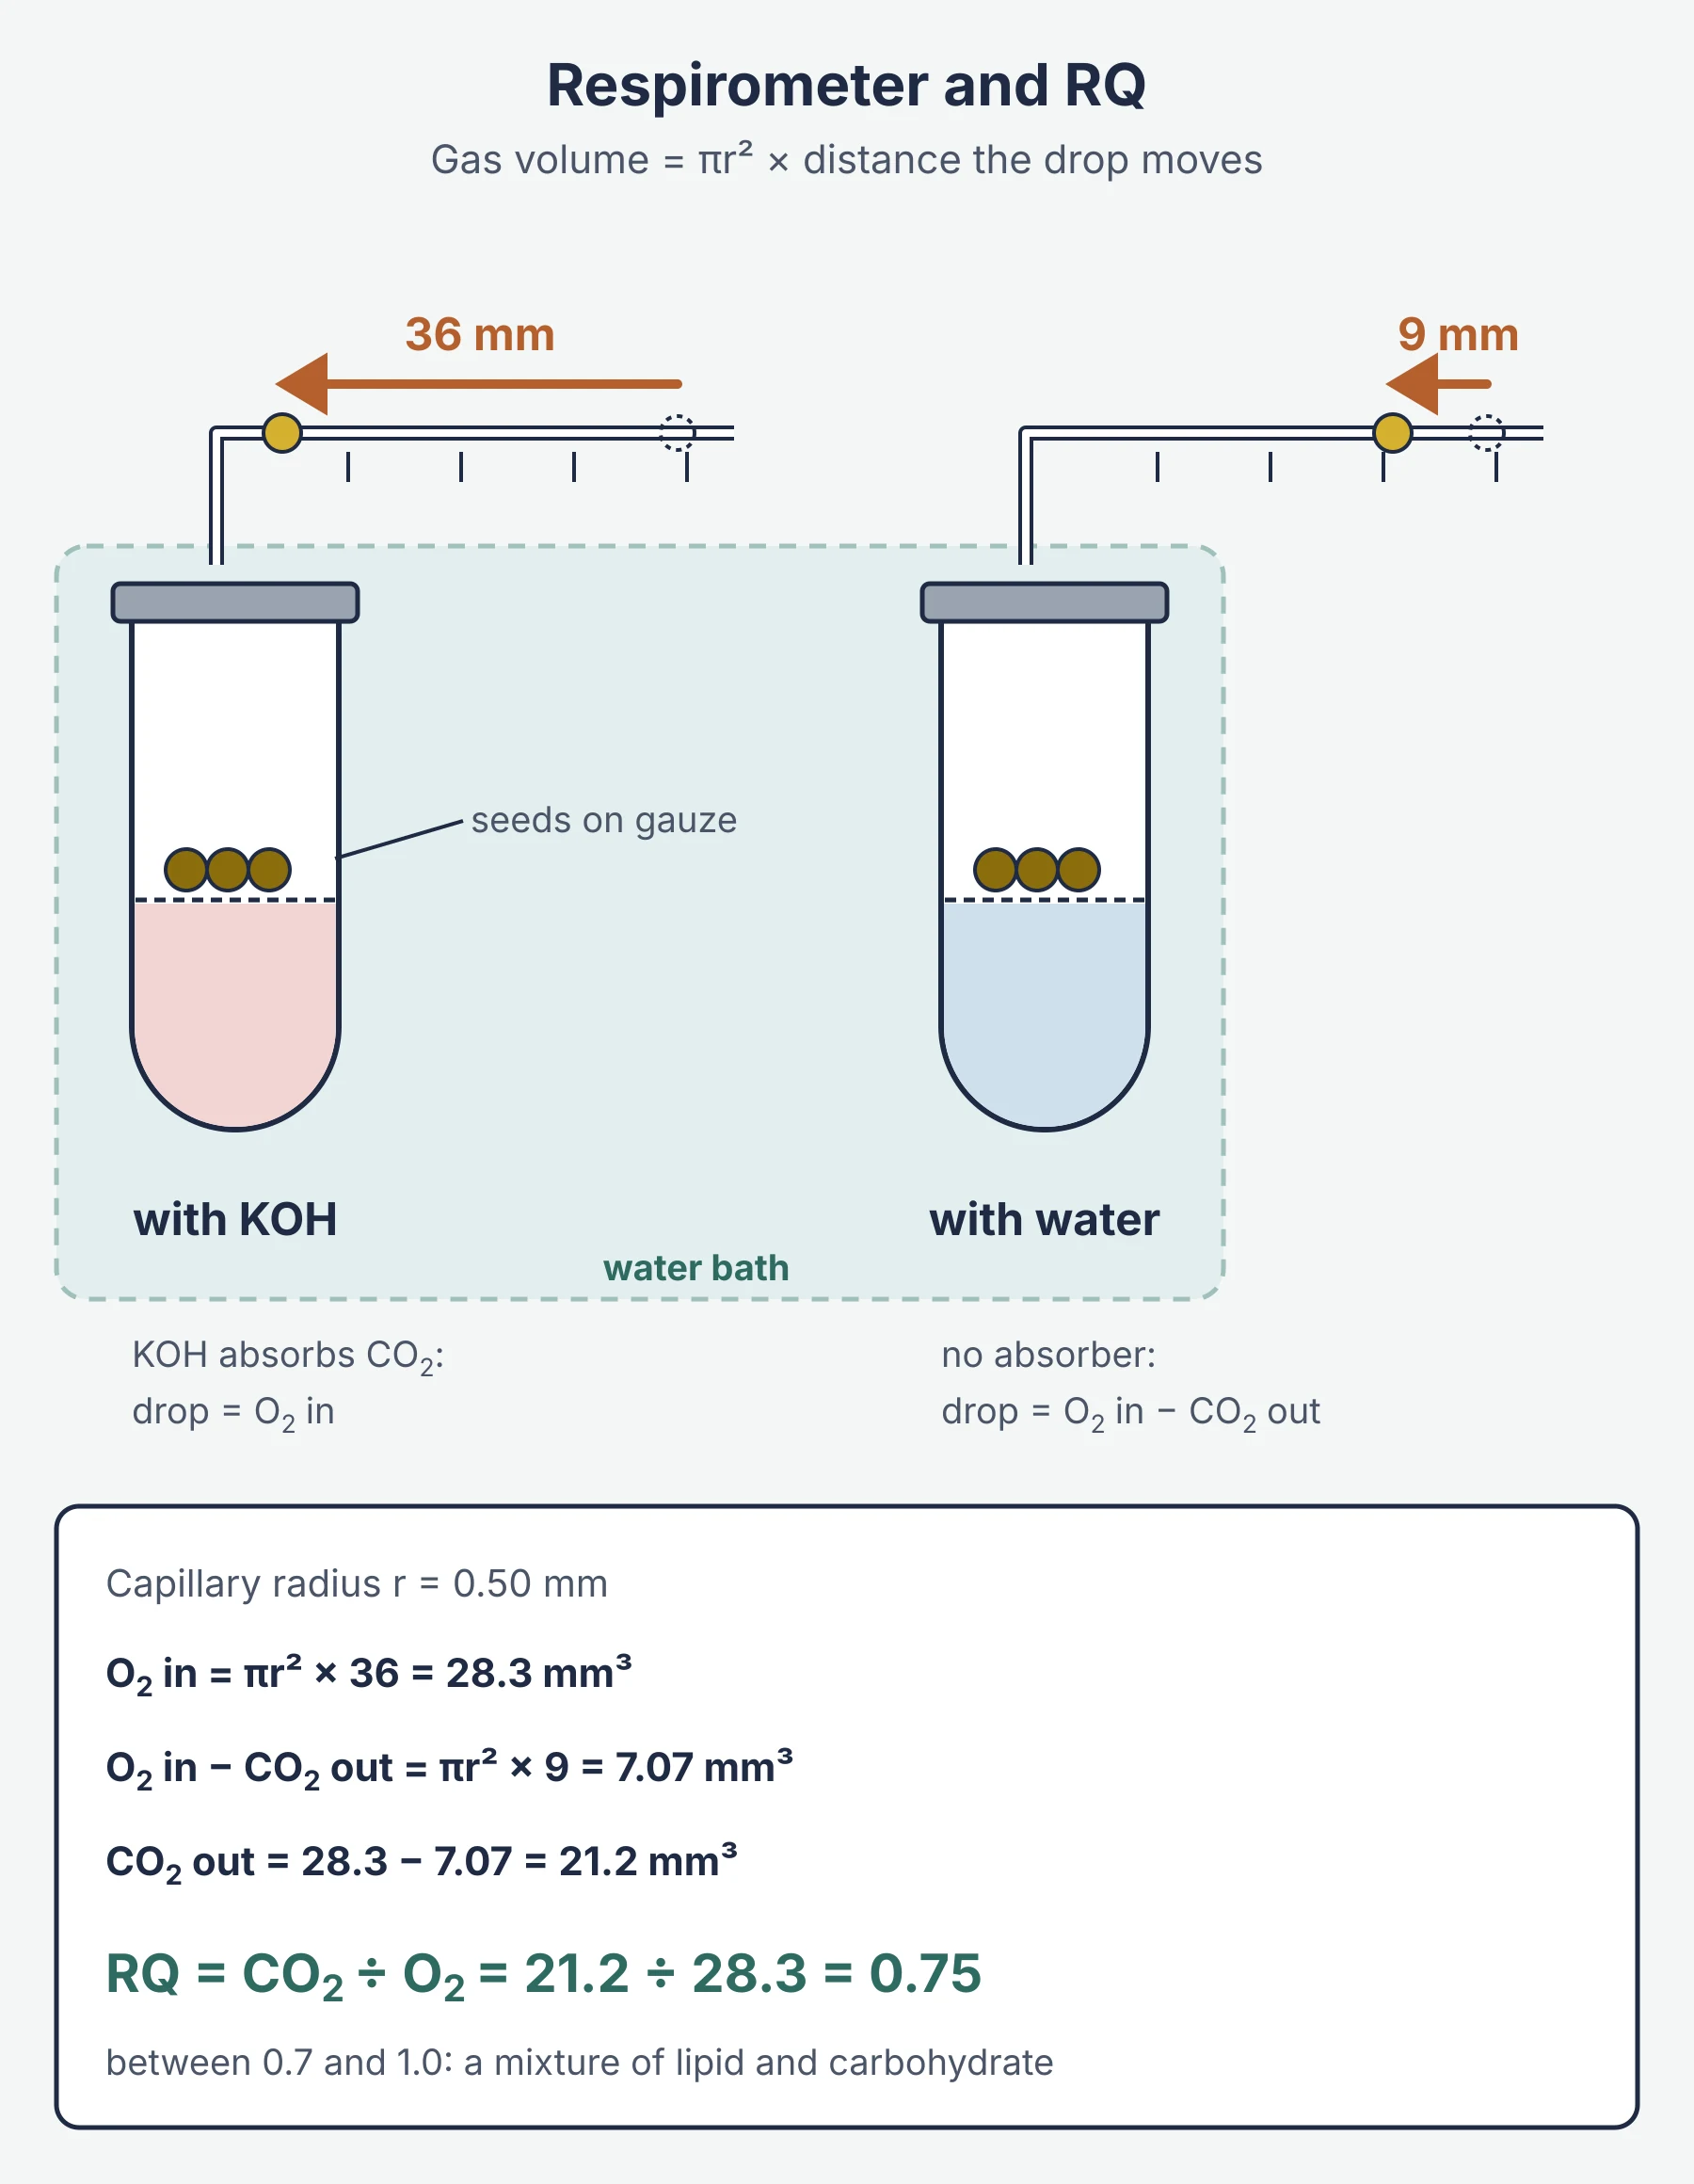 Respirometer and RQ
Gas volume = πr² × distance the drop moves
36 mm
9 mm
seeds on gauze
with KOH
with water
water bath
KOH absorbs CO₂:
drop = O₂ in
no absorber:
drop = O₂ in − CO₂ out
Capillary radius r = 0.50 mm
O₂ in = πr² × 36 = 28.3 mm³
O₂ in − CO₂ out = πr² × 9 = 7.07 mm³
CO₂ out = 28.3 − 7.07 = 21.2 mm³
RQ = CO₂ ÷ O₂ = 21.2 ÷ 28.3 = 0.75
between 0.7 and 1.0: a mixture of lipid and carbohydrate